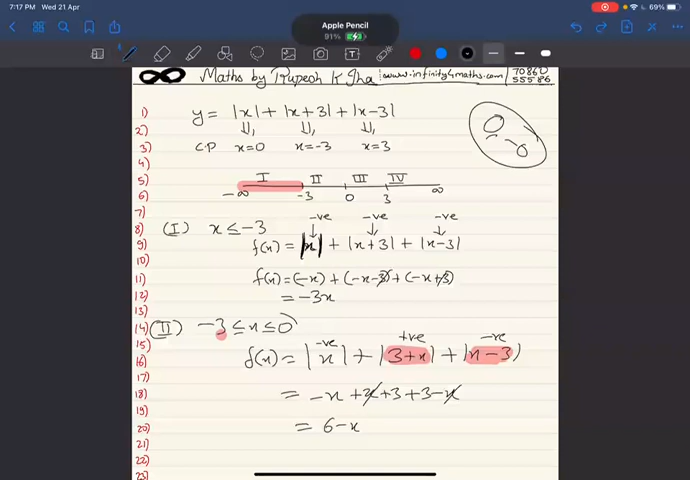 7:17 PM Wed 21 Apr
69%
Apple Pencil
91%
Maths by Rupesh K Jha www.infinity4maths.com 70860 55586
1) y = |x| + |x+3| + |x-3|
2) ⇓, ⇓, ⇓,
3) C.P x=0 x=-3 x=3
4)
5) I II III IV
6) -∞ -3 0 3 ∞
7) -ve -ve -ve
8) (I) x ≤ -3 ↓ ↓ ↓
9) f(x) = |x| + |x+3| + |x-3|
10)
11) f(x) = (-x) + (-x-3) + (-x+3)
12) = -3x
13)
14) (II) -3 ≤ x ≤ 0
15) -ve +ve -ve
16) f(x) = |x| + |3+x| + |x-3|
17)
18) = -x + x + 3 + 3 - x
19)
20) = 6-x
21)
22)
23)